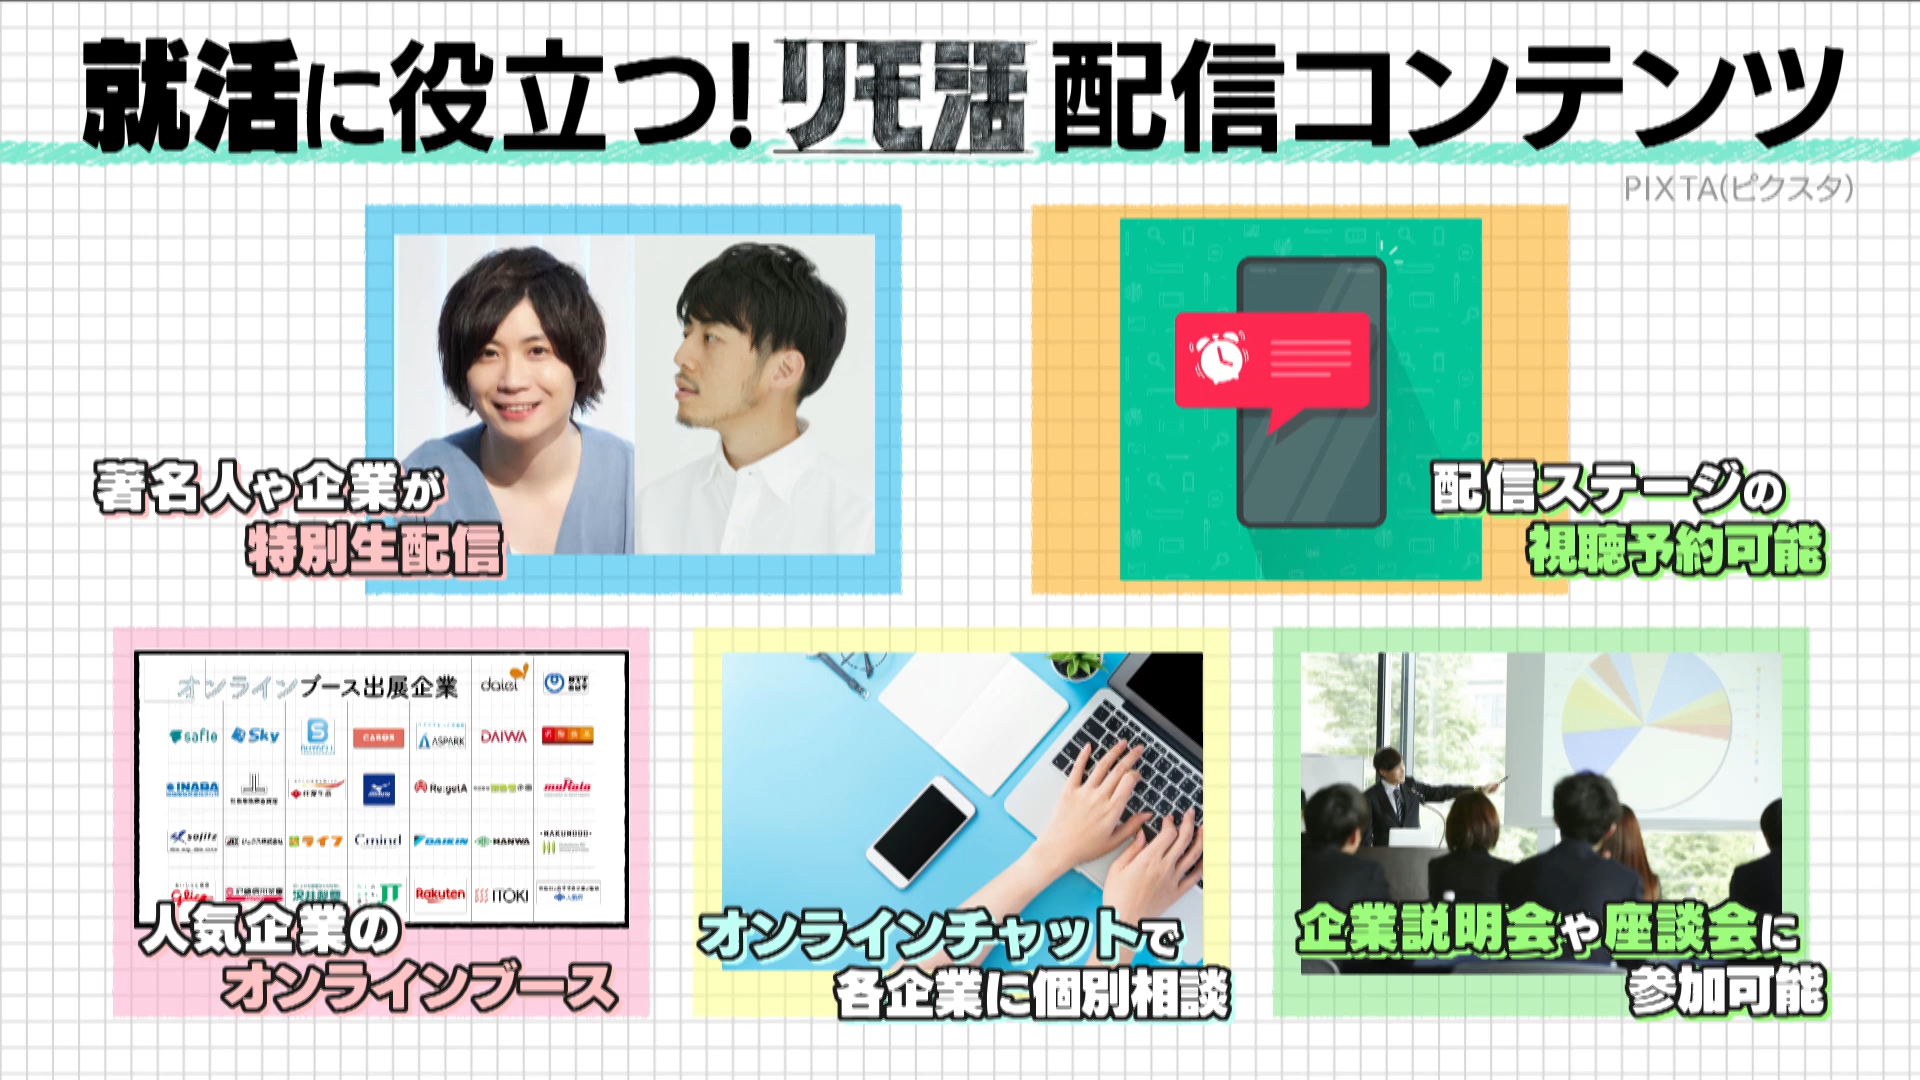 就活に役立つ!リモ活 配信コンテンツ
PIXTA(ピクスタ)
著名人や企業が
特別生配信
配信ステージの
視聴予約可能
オンラインブース出展企業
daiei
safie
Sky
ASPARK
DAIWA
INABA
Re:getA
muRata
sojitz
ライフ
Cmind
DAIKIN
HANWA
HAKUHODO
Glico
JT
Rakuten
ITOKI
人気企業の
オンラインブース
オンラインチャットで
各企業に個別相談
企業説明会や座談会に
参加可能